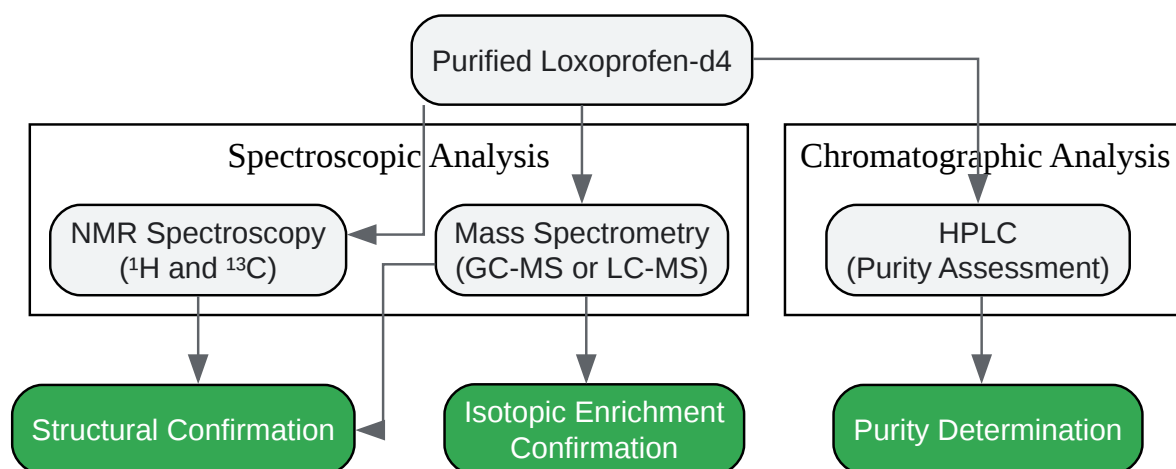 Purified Loxoprofen-d4
Spectroscopic Analysis
Chromatographic Analysis
NMR Spectroscopy
(¹H and ¹³C)
Mass Spectrometry
(GC-MS or LC-MS)
HPLC
(Purity Assessment)
Structural Confirmation
Isotopic Enrichment
Confirmation
Purity Determination